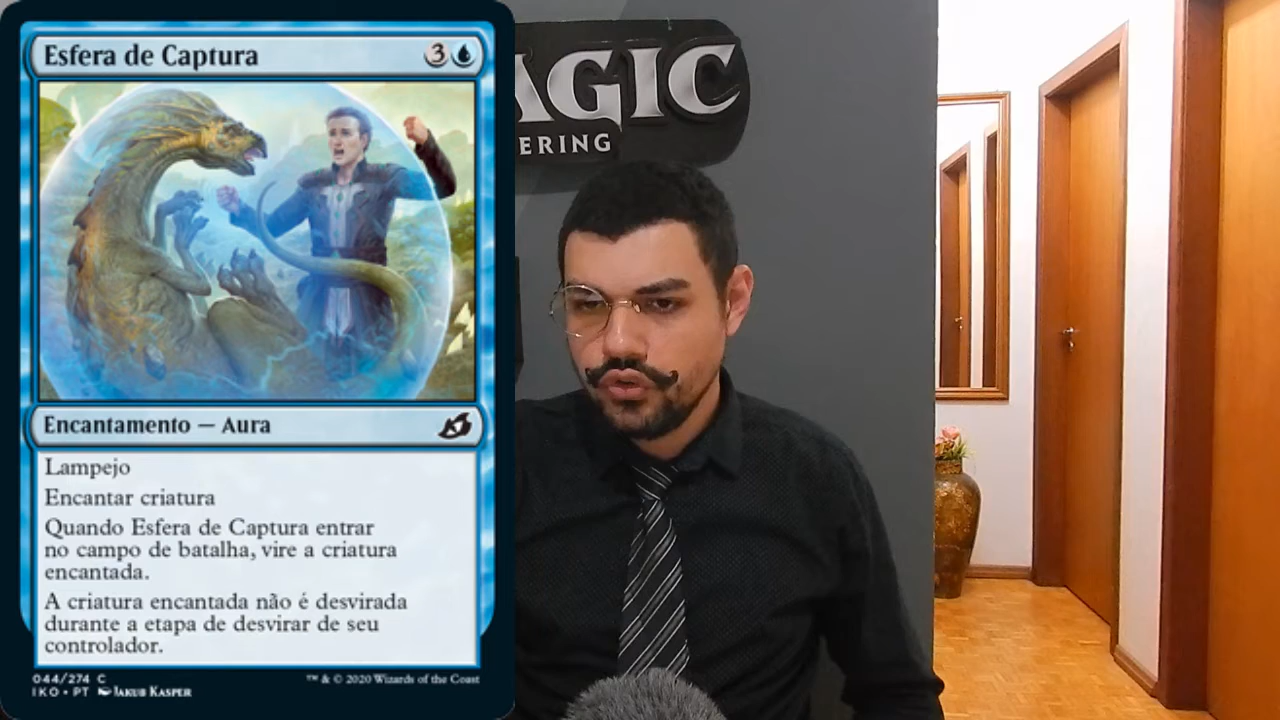 Esfera de Captura
3
Encantamento — Aura
Lampejo
Encantar criatura
Quando Esfera de Captura entrar
no campo de batalha, vire a criatura
encantada.
A criatura encantada não é desvirada
durante a etapa de desvirar de seu
controlador.
044/274 C
IKO • PT Jakub Kasper
™ & © 2020 Wizards of the Coast
AGIC
ERING